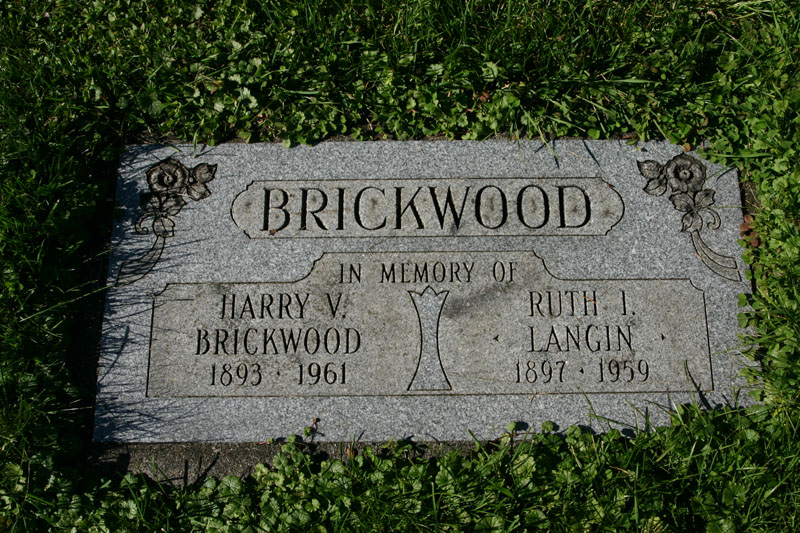 BRICKWOOD
IN MEMORY OF
HARRY V.
BRICKWOOD
1893 · 1961
RUTH I.
LANGIN
1897 · 1959